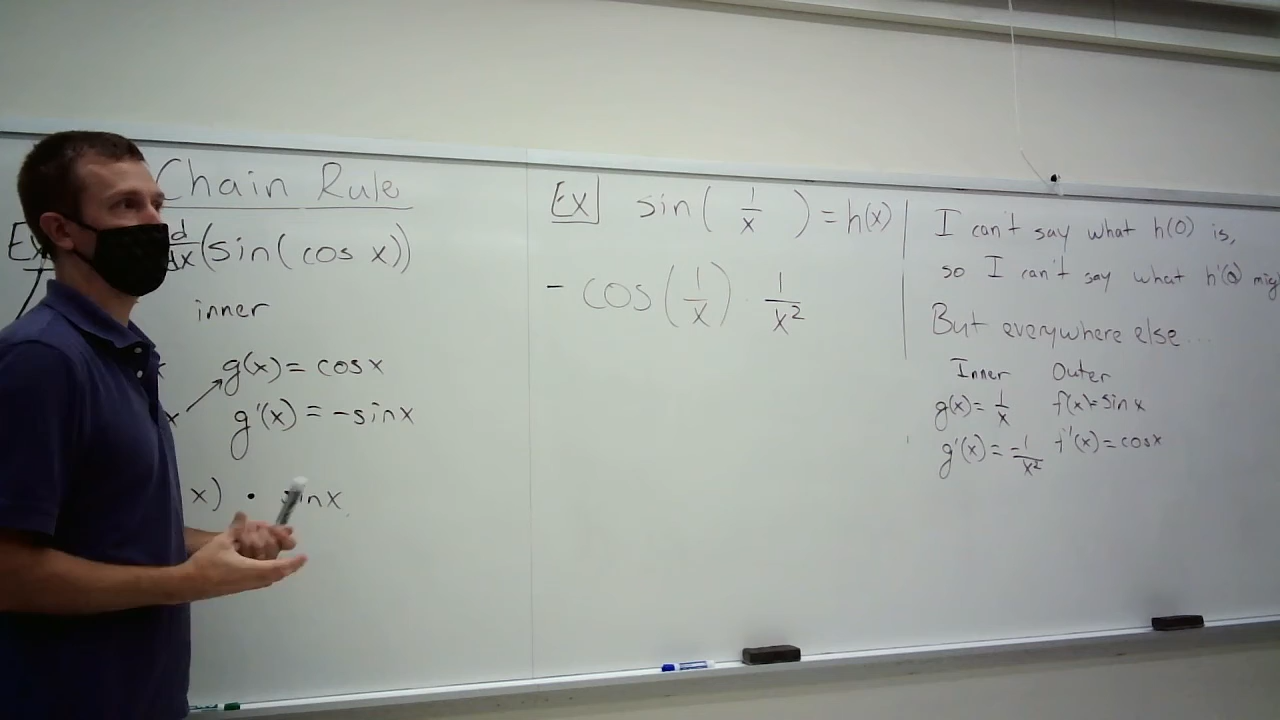 Chain Rule
Ex d/dx (sin(cos x))
inner
x g(x) = cos x
x g'(x) = -sin x
x) • sin x
Ex sin( 1/x ) = h(x)
- cos(1/x) · 1/x²
I can't say what h(0) is,
so I can't say what h'(0)
But everywhere else...
Inner Outer
g(x) = 1/x f(x) = sin x
g'(x) = -1/x² f'(x) = cos x